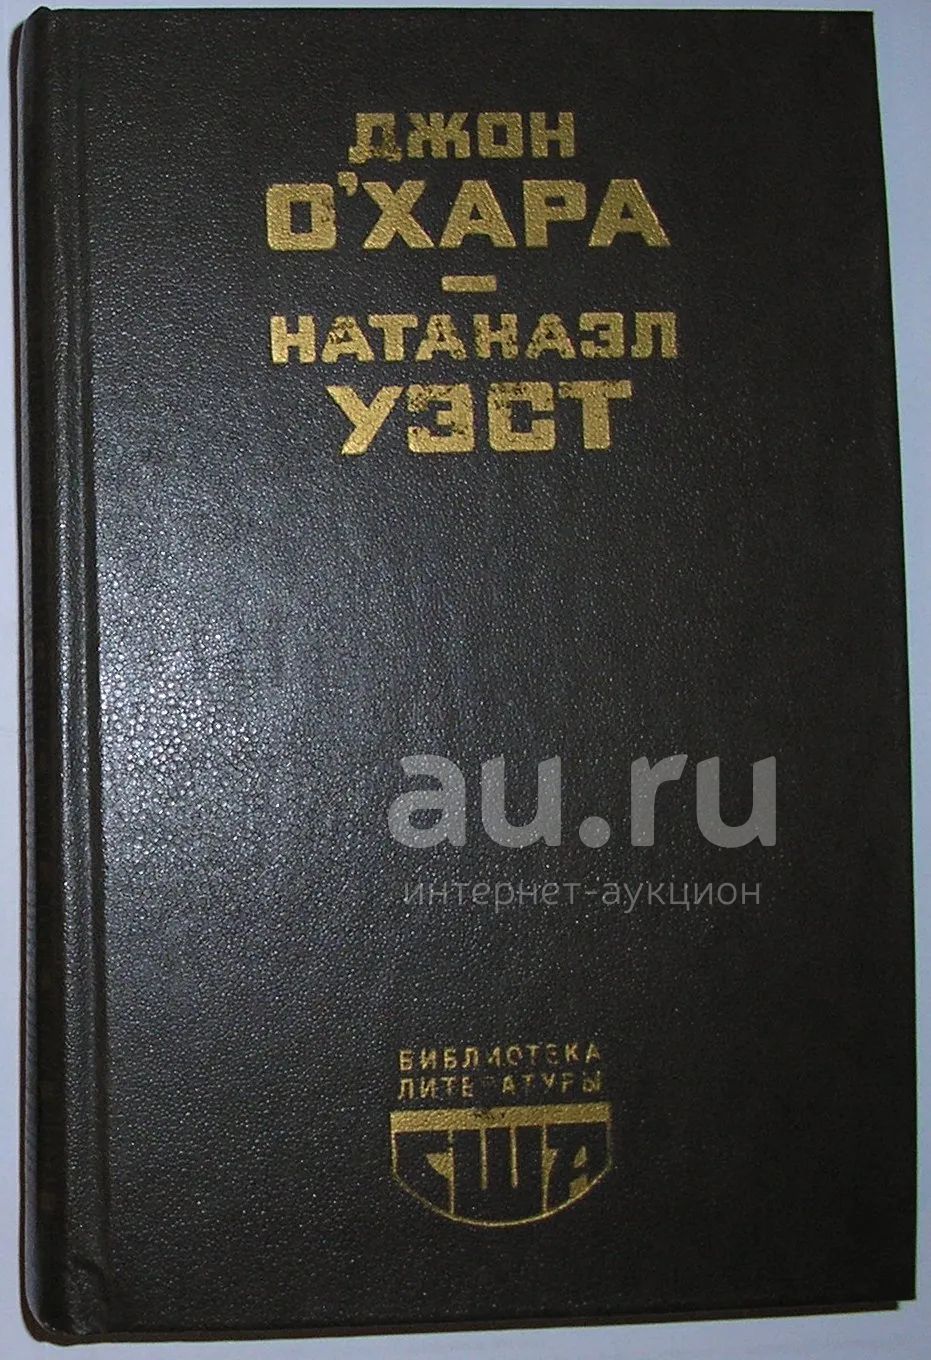 ДЖОН
О'ХАРА
—
НАТАНАЭЛ
УЭСТ
au.ru
интернет-аукцион
БИБЛИОТЕКА
ЛИТЕРАТУРЫ
США